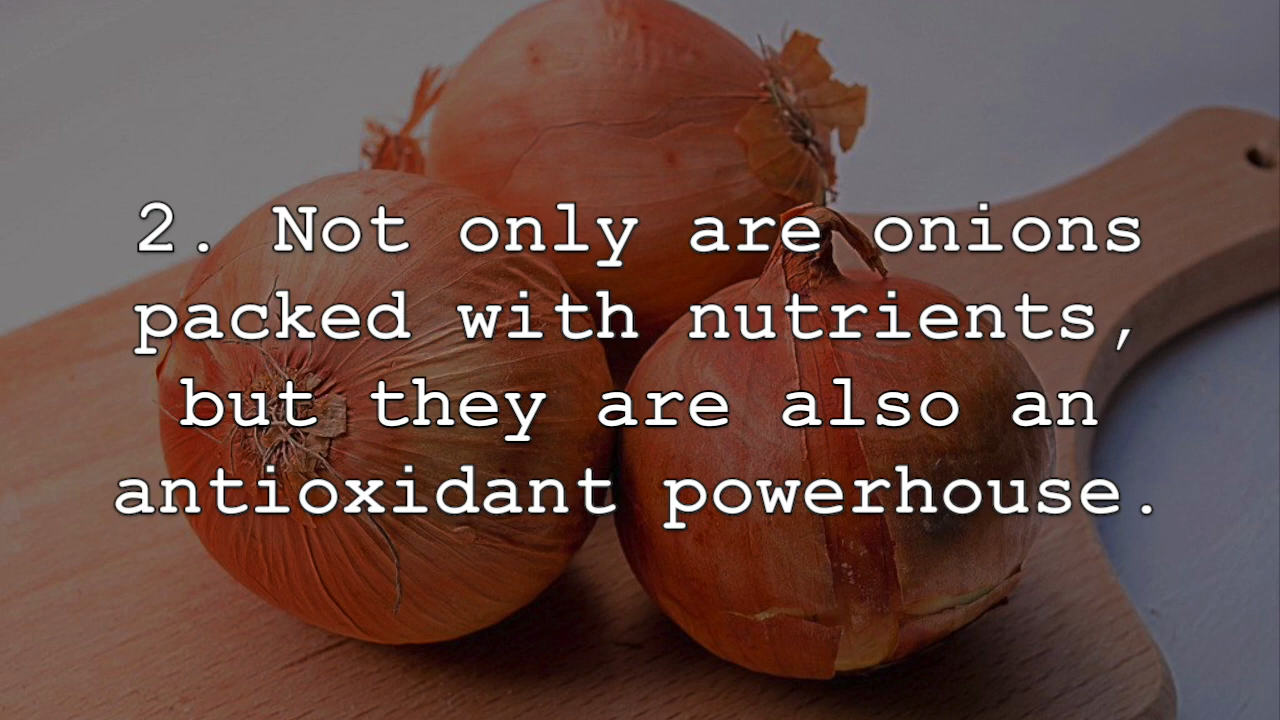 2. Not only are onions
packed with nutrients,
but they are also an
antioxidant powerhouse.